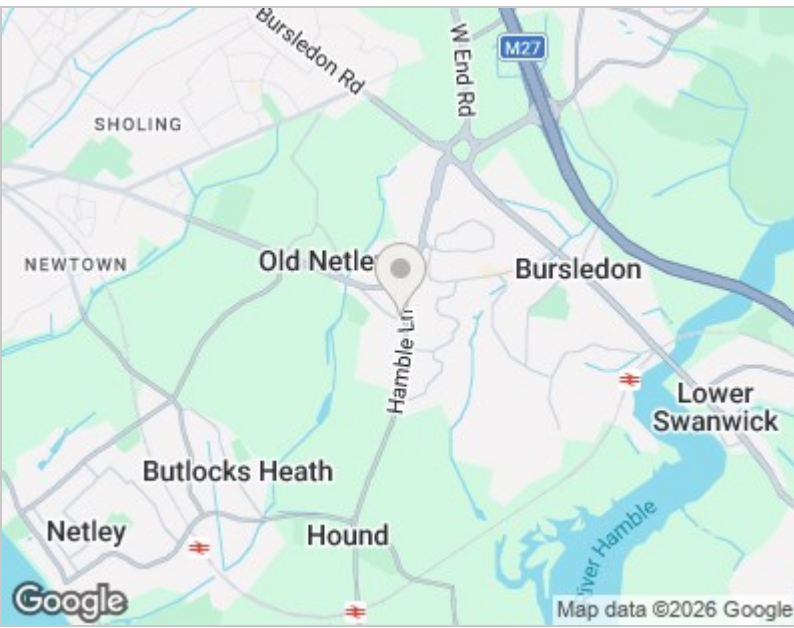 Bursledon Rd
W End Rd
M27
SHOLING
NEWTOWN
Old Netle
Bursledon
Hamble Ln
Lower
Swanwick
Butlocks Heath
Netley
Hound
River Hamble
Google
Map data ©2026 Google